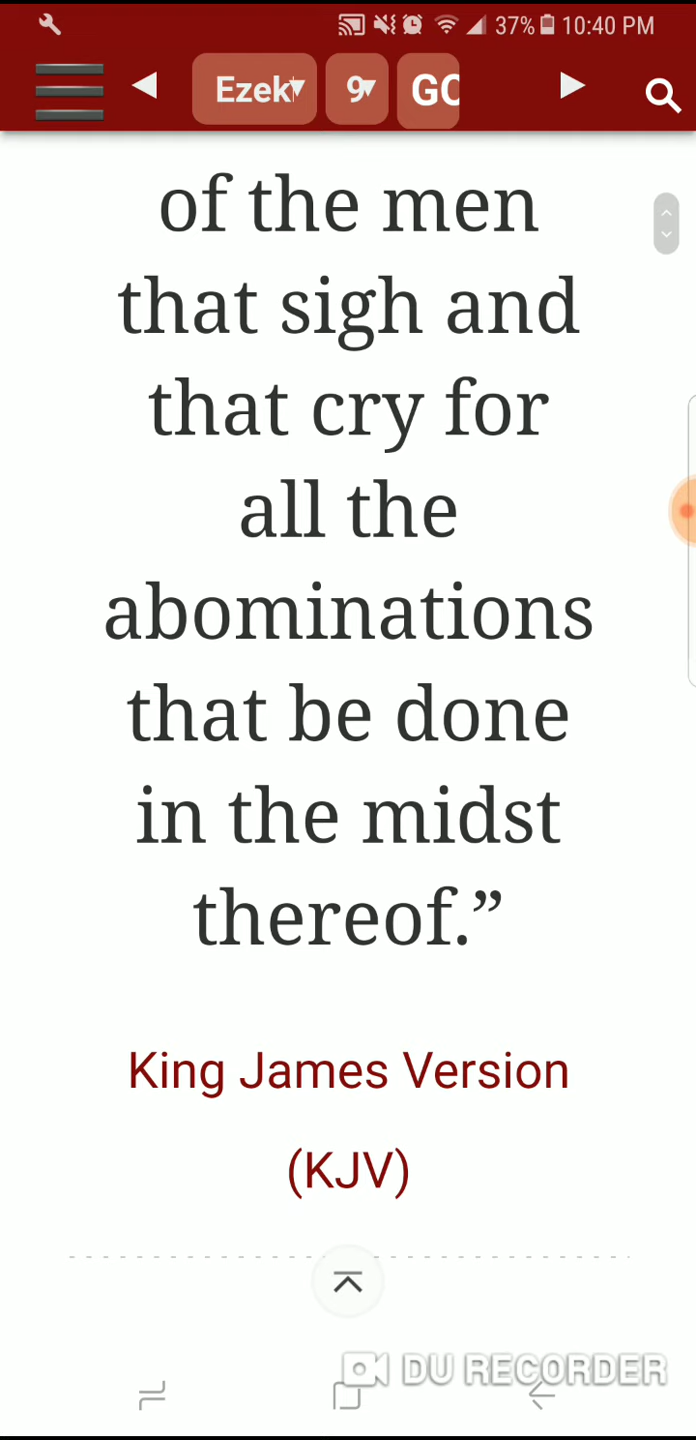 37% 10:40 PM
Ezek 9 GO
of the men
that sigh and
that cry for
all the
abominations
that be done
in the midst
thereof.”
King James Version
(KJV)
DU RECORDER